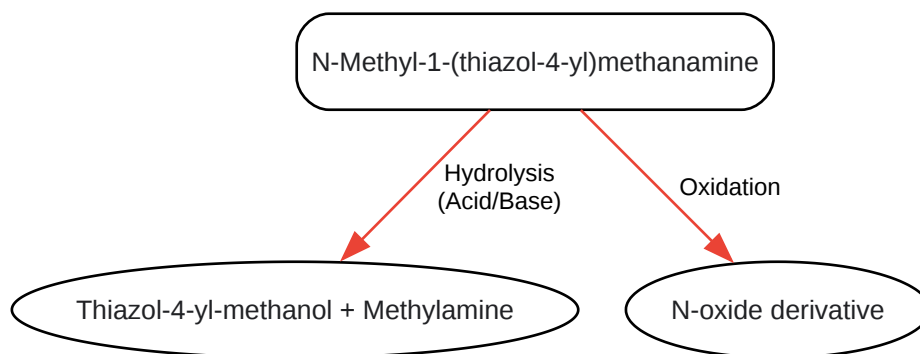 N-Methyl-1-(thiazol-4-yl)methanamine
Hydrolysis
(Acid/Base)
Oxidation
Thiazol-4-yl-methanol + Methylamine
N-oxide derivative